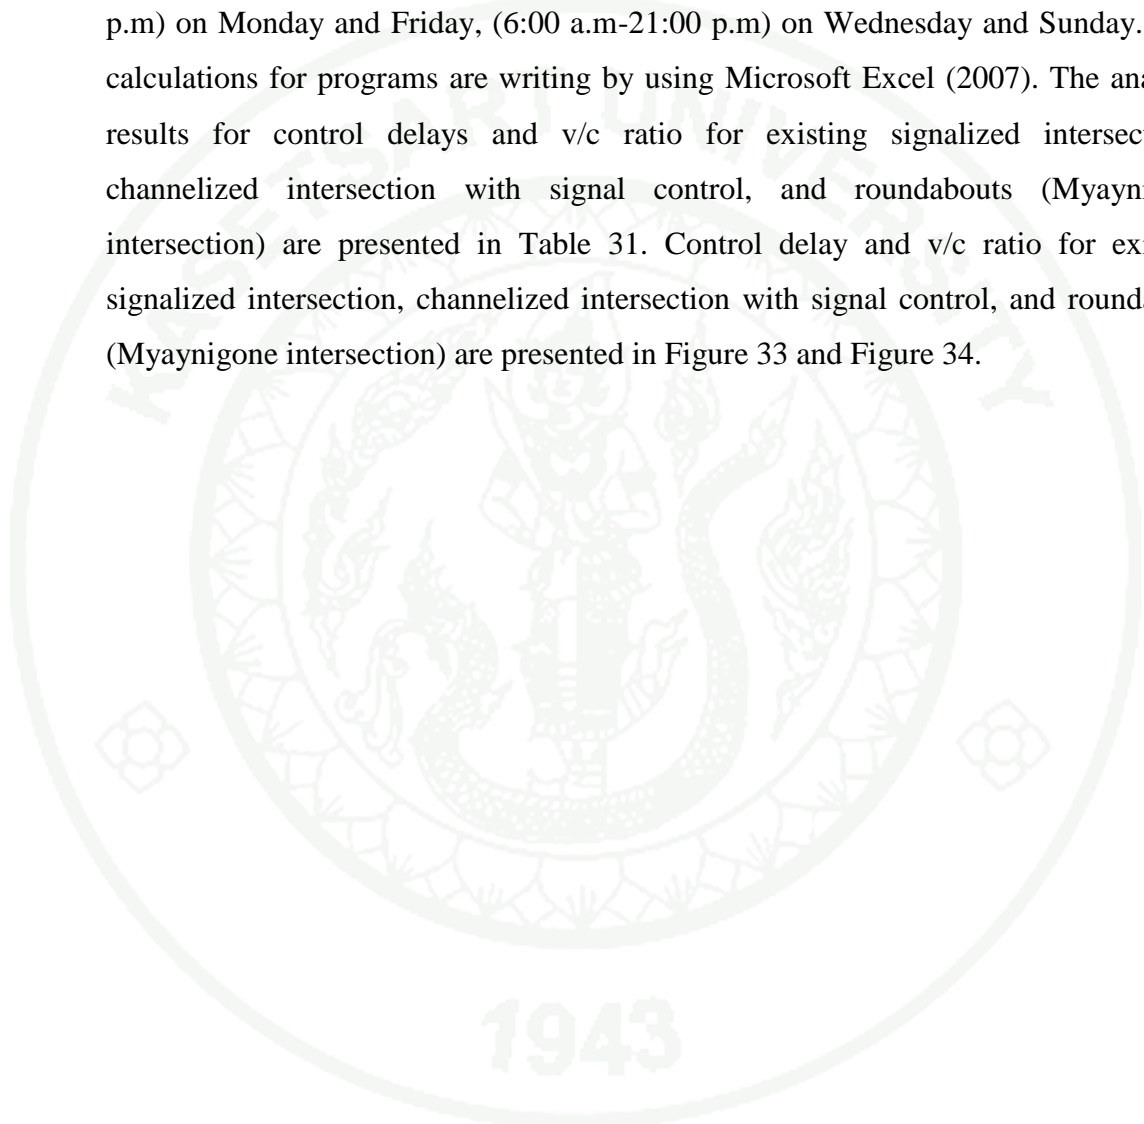 p.m) on Monday and Friday, (6:00 a.m-21:00 p.m) on Wednesday and Sunday.
calculations for programs are writing by using Microsoft Excel (2007). The
results for control delays and v/c ratio for existing signalized
channelized intersection with signal control, and roundabouts
intersection) are presented in Table 31. Control delay and v/c ratio for
signalized intersection, channelized intersection with signal control, and
(Myaynigone intersection) are presented in Figure 33 and Figure 34.
KASETSART UNIVERSITY
1943